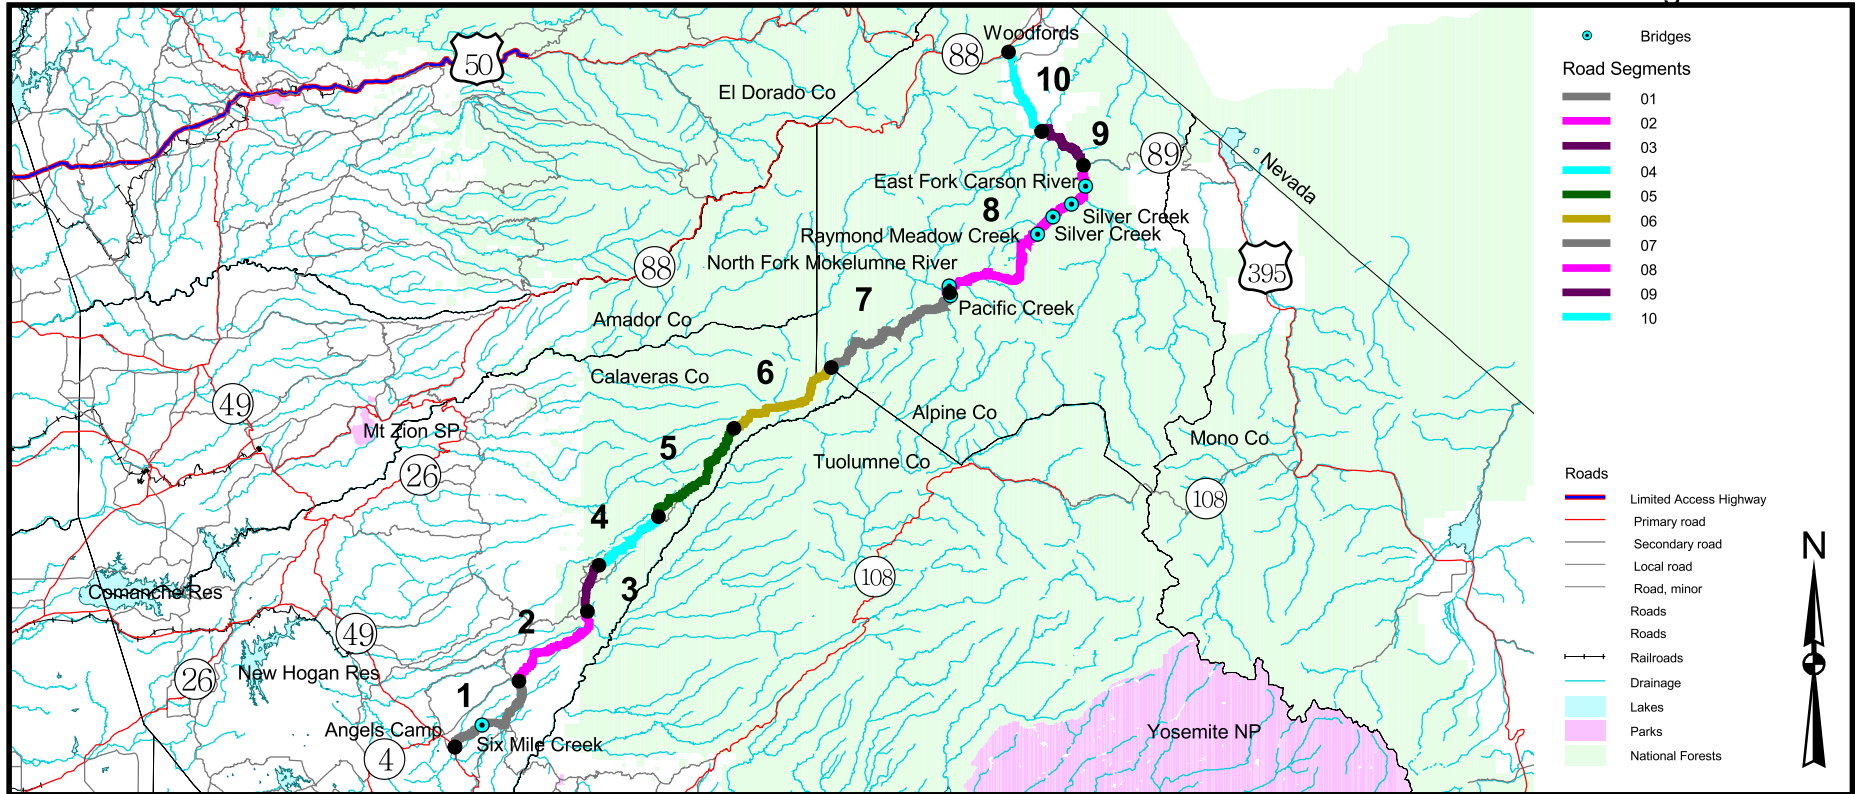 Woodfords
88
50
10
El Dorado Co
9
89
Nevada
East Fork Carson River
8
Silver Creek
Raymond Meadow Creek
Silver Creek
88
North Fork Mokelumne River
395
7
Pacific Creek
Amador Co
6
Calaveras Co
49
Alpine Co
Mt Zion SP
Mono Co
5
Tuolumne Co
26
108
4
108
Comanche Res
3
2
49
New Hogan Res
26
1
Angels Camp
Six Mile Creek
Yosemite NP
4
Bridges
Road Segments
01
02
03
04
05
06
07
08
09
10
Roads
Limited Access Highway
Primary road
Secondary road
Local road
Road, minor
Roads
Roads
Railroads
Drainage
Lakes
Parks
National Forests
N